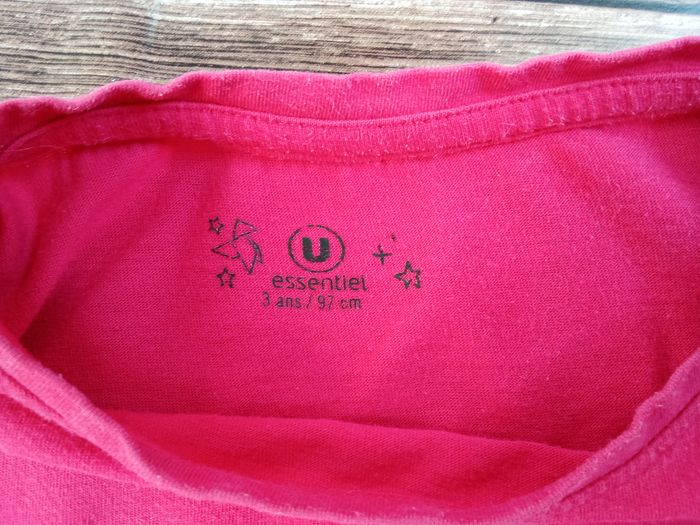 U
essentiel
3 ans / 97 cm